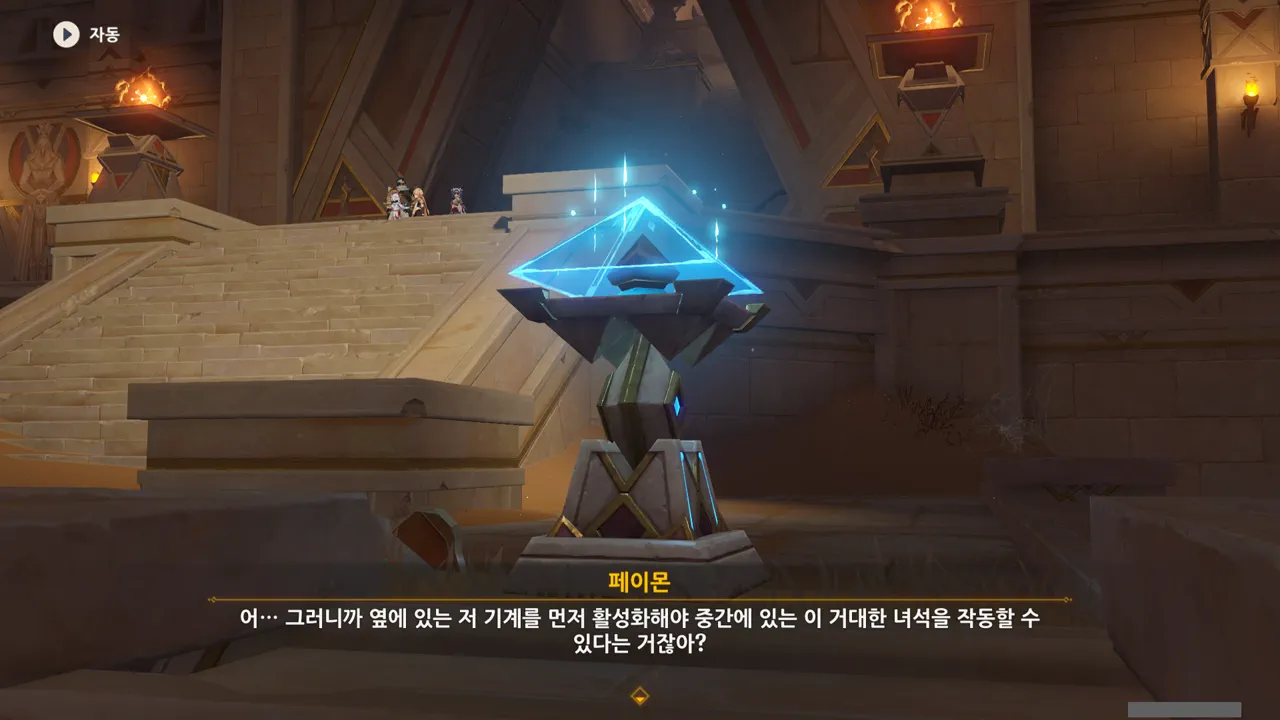 자동
페이몬
어… 그러니까 옆에 있는 저 기계를 먼저 활성화해야 중간에 있는 이 거대한 녀석을 작동할 수
있다는 거잖아?